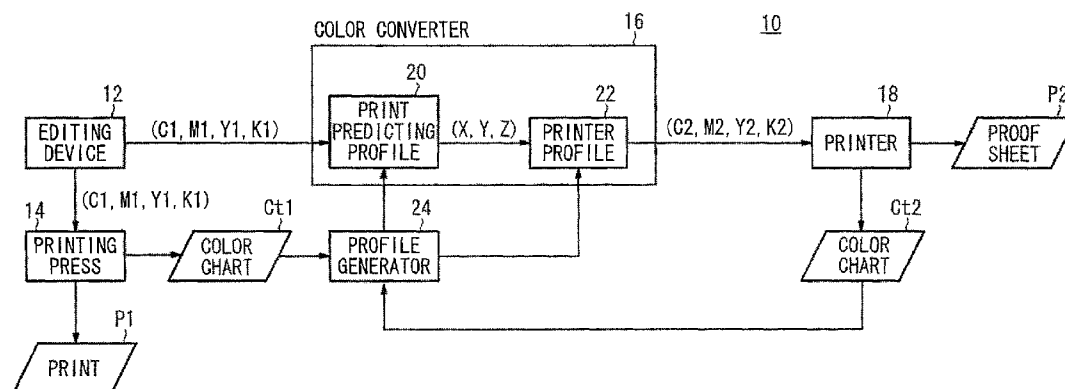 COLOR CONVERTER
16
10
12
EDITING
DEVICE
(C1, M1, Y1, K1)
20
PRINT
PREDICTING
PROFILE
(X, Y, Z)
22
PRINTER
PROFILE
(C2, M2, Y2, K2)
18
PRINTER
P2
PROOF
SHEET
(C1, M1, Y1, K1)
14
PRINTING
PRESS
Ct1
COLOR
CHART
24
PROFILE
GENERATOR
Ct2
COLOR
CHART
P1
PRINT